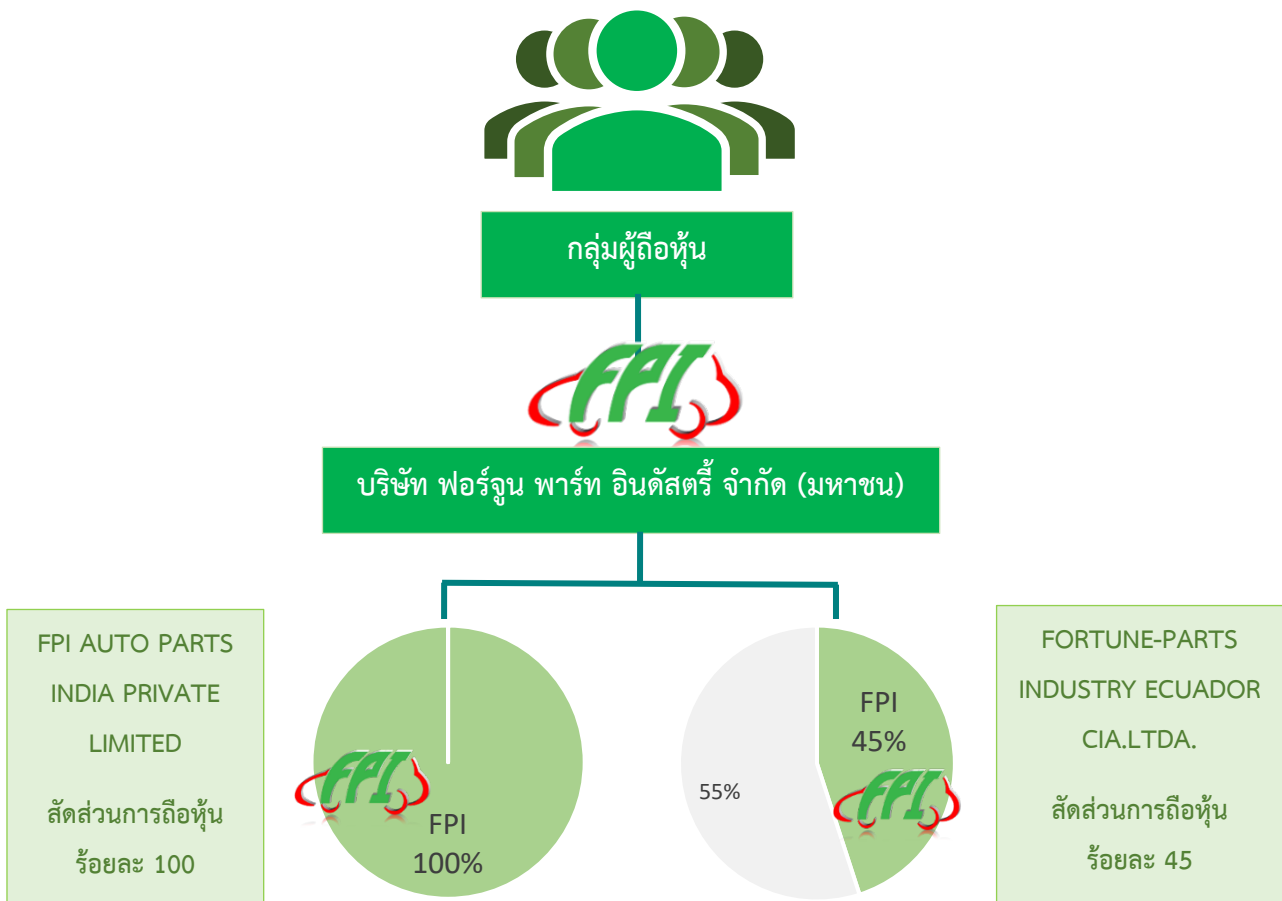 กลุ่มผู้ถือหุ้น
FPI
บริษัท ฟอร์จูน พาร์ท อินดัสตรี้ จำกัด (มหาชน)
FPI AUTO PARTS
INDIA PRIVATE
LIMITED
สัดส่วนการถือหุ้น
ร้อยละ 100
FPI
FPI
100%
55%
FPI
45%
FPI
FORTUNE-PARTS
INDUSTRY ECUADOR
CIA.LTDA.
สัดส่วนการถือหุ้น
ร้อยละ 45